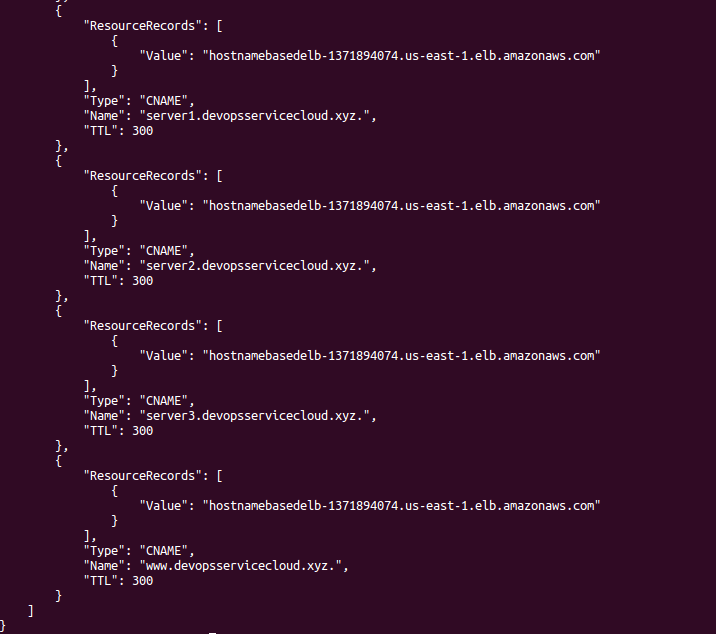 },
{
"ResourceRecords": [
{
"Value": "hostnamebasedelb-1371894074.us-east-1.elb.amazonaws.com"
}
],
"Type": "CNAME",
"Name": "server1.devopsservicecloud.xyz.",
"TTL": 300
},
{
"ResourceRecords": [
{
"Value": "hostnamebasedelb-1371894074.us-east-1.elb.amazonaws.com"
}
],
"Type": "CNAME",
"Name": "server2.devopsservicecloud.xyz.",
"TTL": 300
},
{
"ResourceRecords": [
{
"Value": "hostnamebasedelb-1371894074.us-east-1.elb.amazonaws.com"
}
],
"Type": "CNAME",
"Name": "server3.devopsservicecloud.xyz.",
"TTL": 300
},
{
"ResourceRecords": [
{
"Value": "hostnamebasedelb-1371894074.us-east-1.elb.amazonaws.com"
}
],
"Type": "CNAME",
"Name": "www.devopsservicecloud.xyz.",
"TTL": 300
}
]
}